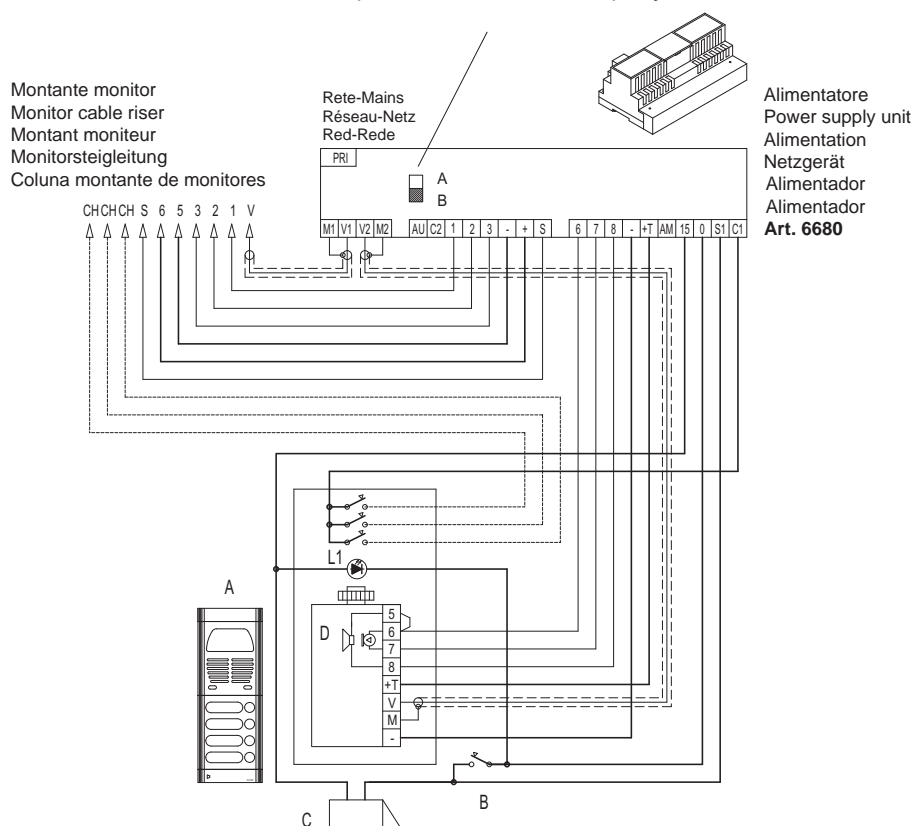 Montante monitor
Monitor cable riser
Montant moniteur
Monitorsteigleitung
Coluna montante de monitores
Rete-Mains
Réseau-Netz
Red-Rede
Alimentatore
Power supply unit
Alimentation
Netzgerät
Alimentador
Alimentador
Art. 6680
PRI
A
B
CH CH CH S 6 5 3 2 1 V
M1 V1 V2 M2 AU C2 1 2 3 - + S 6 7 8 - +T AM 15 0 S1 C1
L1
A
D
5
6
7
8
+T
V
M
-
B
C